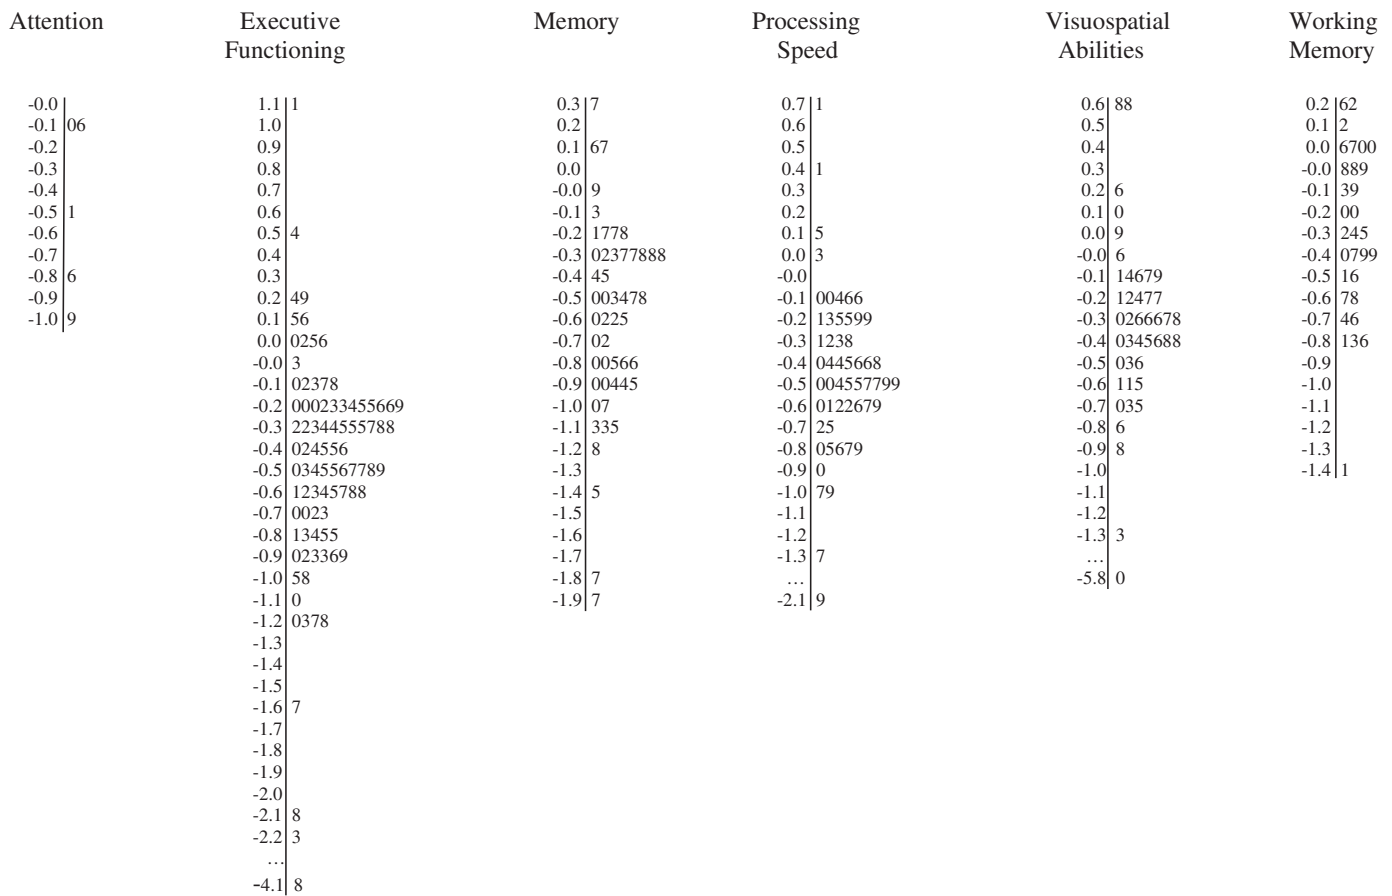 Attention Executive Memory Processing Visuospatial Working
Functioning Speed Abilities Memory
-0.0 1.1 1 0.3 7 0.7 1 0.6 88 0.2 62
-0.1 06 1.0 0.2 0.6 0.5 0.1 2
-0.2 0.9 0.1 67 0.5 0.4 0.0 6700
-0.3 0.8 0.0 0.4 1 0.3 -0.0 889
-0.4 0.7 -0.0 9 0.3 0.2 6 -0.1 39
-0.5 1 0.6 -0.1 3 0.2 0.1 0 -0.2 00
-0.6 0.5 4 -0.2 1778 0.1 5 0.0 9 -0.3 245
-0.7 0.4 -0.3 02377888 0.0 3 -0.0 6 -0.4 0799
-0.8 6 0.3 -0.4 45 -0.0 -0.1 14679 -0.5 16
-0.9 0.2 49 -0.5 003478 -0.1 00466 -0.2 12477 -0.6 78
-1.0 9 0.1 56 -0.6 0225 -0.2 135599 -0.3 0266678 -0.7 46
0.0 0256 -0.7 02 -0.3 1238 -0.4 0345688 -0.8 136
-0.0 3 -0.8 00566 -0.4 0445668 -0.5 036 -0.9
-0.1 02378 -0.9 00445 -0.5 004557799 -0.6 115 -1.0
-0.2 000233455669 -1.0 07 -0.6 0122679 -0.7 035 -1.1
-0.3 22344555788 -1.1 335 -0.7 25 -0.8 6 -1.2
-0.4 024556 -1.2 8 -0.8 05679 -0.9 8 -1.3
-0.5 0345567789 -1.3 -0.9 0 -1.0 -1.4 1
-0.6 12345788 -1.4 5 -1.0 79 -1.1
-0.7 0023 -1.5 -1.1 -1.2
-0.8 13455 -1.6 -1.2 -1.3 3
-0.9 023369 -1.7 -1.3 7 …
-1.0 58 -1.8 7 … -5.8 0
-1.1 0 -1.9 7 -2.1 9
-1.2 0378
-1.3
-1.4
-1.5
-1.6 7
-1.7
-1.8
-1.9
-2.0
-2.1 8
-2.2 3
…
-4.1 8